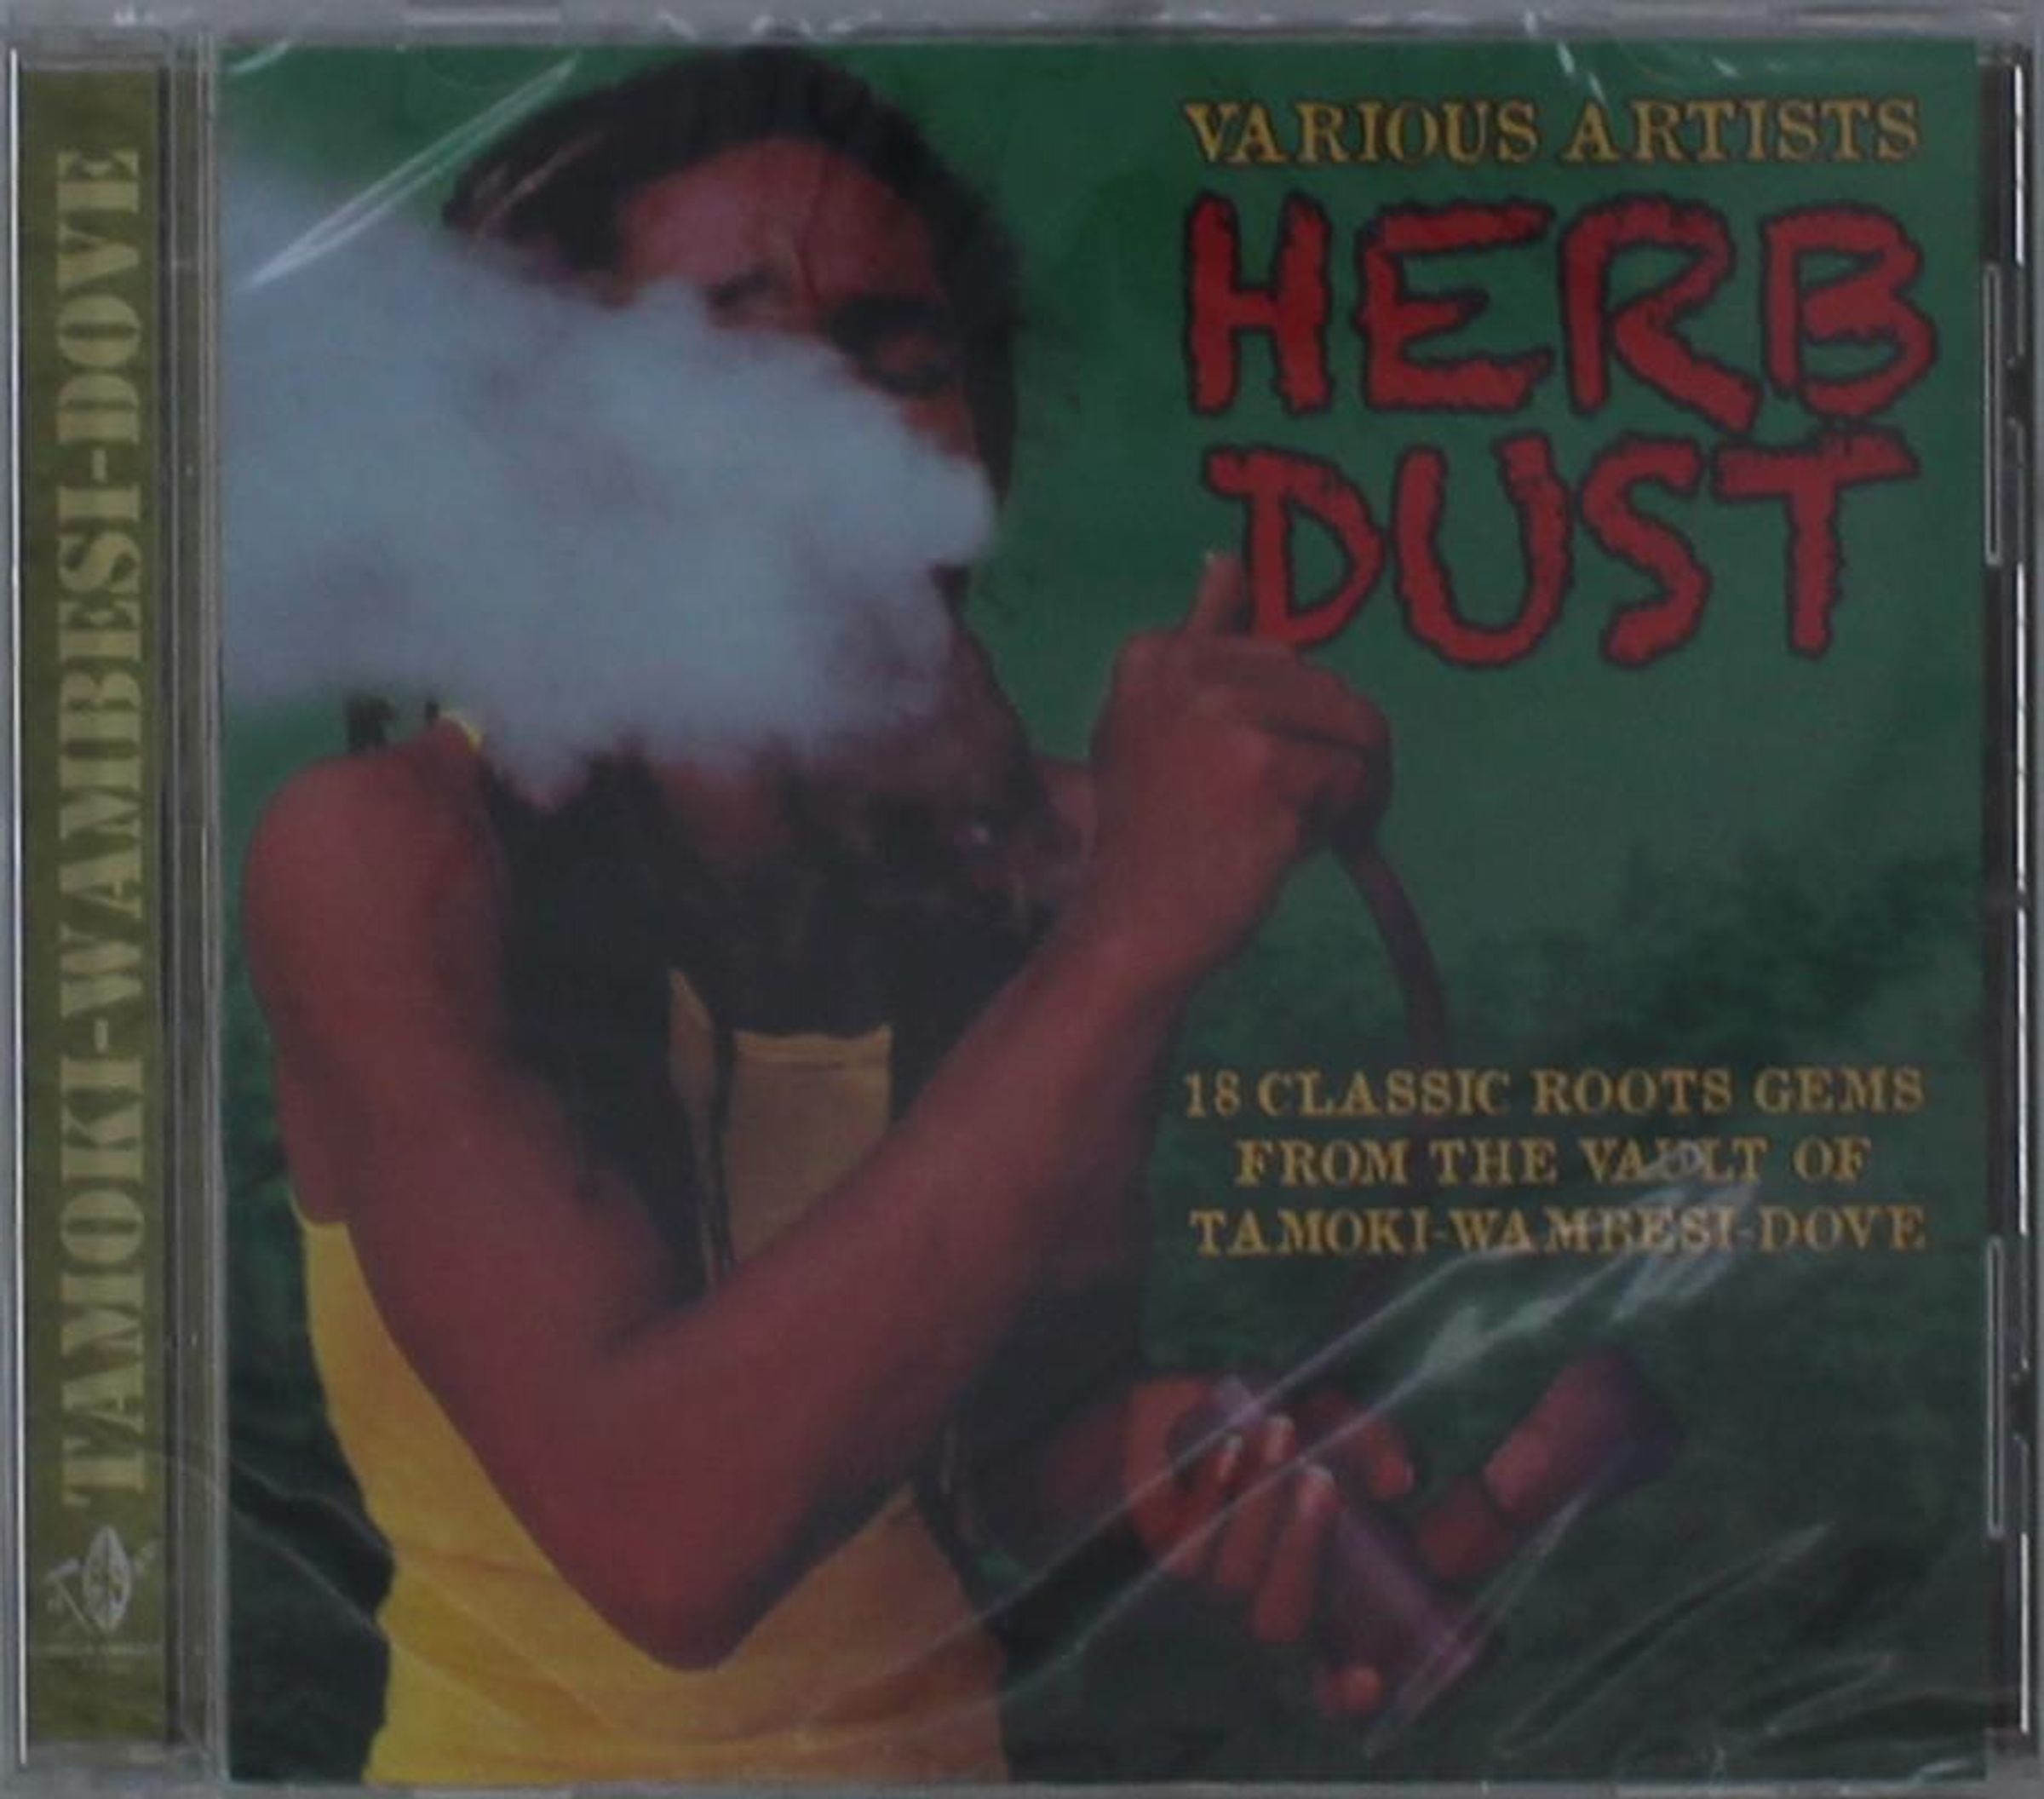 TAMOKI-WAMBESI-DOVE
VARIOUS ARTISTS
HERB
DUST
18 CLASSIC ROOTS GEMS
FROM THE VAULT OF
TAMOKI-WAMBESI-DOVE